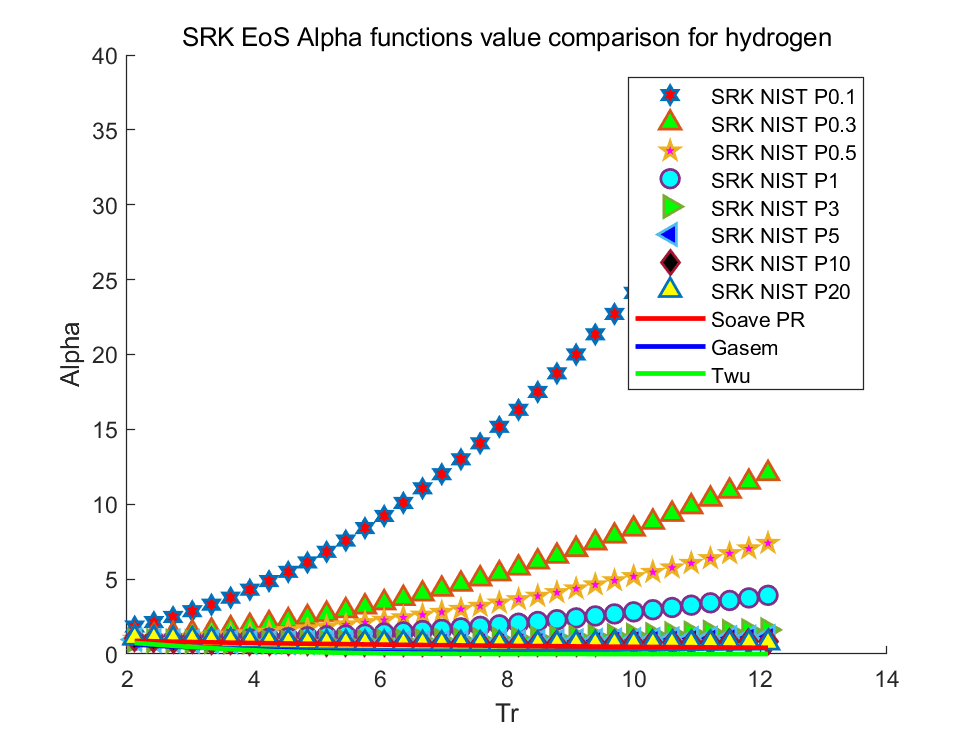 SRK EoS Alpha functions value comparison for hydrogen
40
35
30
25
20
15
10
5
0
Alpha
2
4
6
8
10
12
14
Tr
SRK NIST P0.1
SRK NIST P0.3
SRK NIST P0.5
SRK NIST P1
SRK NIST P3
SRK NIST P5
SRK NIST P10
SRK NIST P20
Soave PR
Gasem
Twu